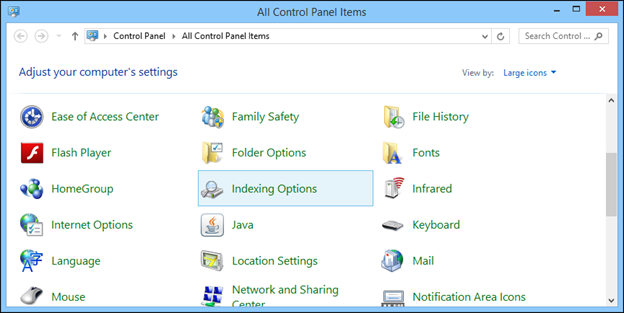 All Control Panel Items
Control Panel All Control Panel Items
Search Control ...
Adjust your computer's settings
View by: Large icons
Ease of Access Center Family Safety File History
Flash Player Folder Options Fonts
HomeGroup Indexing Options Infrared
Internet Options Java Keyboard
Language Location Settings Mail
Mouse Network and Sharing Notification Area Icons
Center